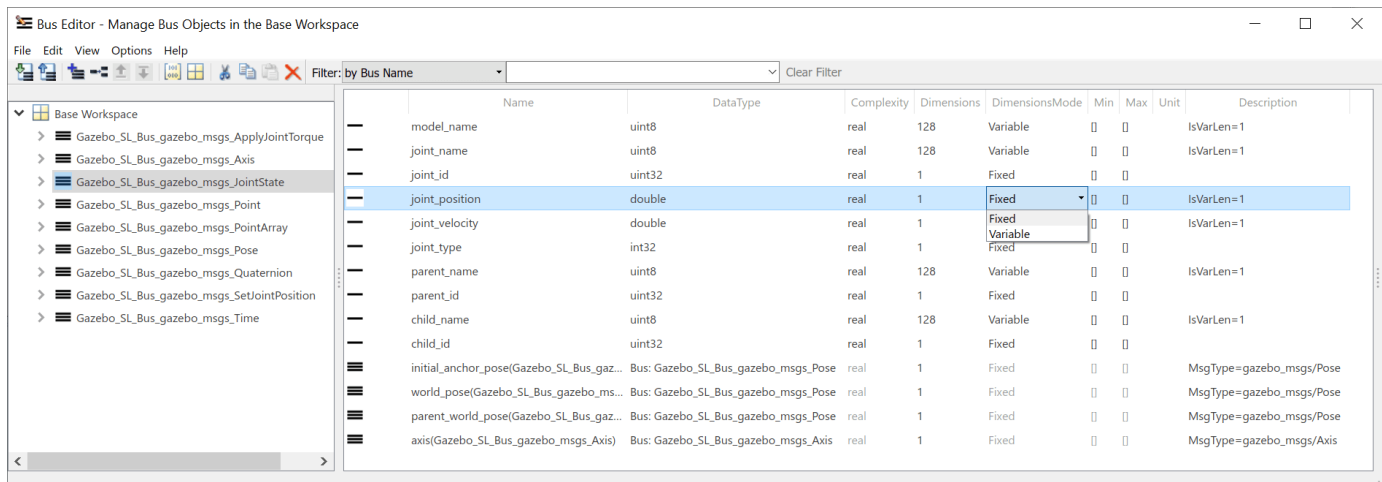 Bus Editor - Manage Bus Objects in the Base Workspace
File Edit View Options Help
Filter: by Bus Name Clear Filter
Base Workspace
Gazebo_SL_Bus_gazebo_msgs_ApplyJointTorque
Gazebo_SL_Bus_gazebo_msgs_Axis
Gazebo_SL_Bus_gazebo_msgs_JointState
Gazebo_SL_Bus_gazebo_msgs_Point
Gazebo_SL_Bus_gazebo_msgs_PointArray
Gazebo_SL_Bus_gazebo_msgs_Pose
Gazebo_SL_Bus_gazebo_msgs_Quaternion
Gazebo_SL_Bus_gazebo_msgs_SetJointPosition
Gazebo_SL_Bus_gazebo_msgs_Time
Name DataType Complexity Dimensions DimensionsMode Min Max Unit Description
model_name uint8 real 128 Variable [] [] IsVarLen=1
joint_name uint8 real 128 Variable [] [] IsVarLen=1
joint_id uint32 real 1 Fixed [] []
joint_position double real 1 Fixed [] [] IsVarLen=1
Fixed
Variable
joint_velocity double real 1 [] [] IsVarLen=1
joint_type int32 real 1 Fixed [] []
parent_name uint8 real 128 Variable [] [] IsVarLen=1
parent_id uint32 real 1 Fixed [] []
child_name uint8 real 128 Variable [] [] IsVarLen=1
child_id uint32 real 1 Fixed [] []
initial_anchor_pose(Gazebo_SL_Bus_gaz... Bus: Gazebo_SL_Bus_gazebo_msgs_Pose real 1 Fixed [] [] MsgType=gazebo_msgs/Pose
world_pose(Gazebo_SL_Bus_gazebo_ms... Bus: Gazebo_SL_Bus_gazebo_msgs_Pose real 1 Fixed [] [] MsgType=gazebo_msgs/Pose
parent_world_pose(Gazebo_SL_Bus_gaz... Bus: Gazebo_SL_Bus_gazebo_msgs_Pose real 1 Fixed [] [] MsgType=gazebo_msgs/Pose
axis(Gazebo_SL_Bus_gazebo_msgs_Axis) Bus: Gazebo_SL_Bus_gazebo_msgs_Axis real 1 Fixed [] [] MsgType=gazebo_msgs/Axis